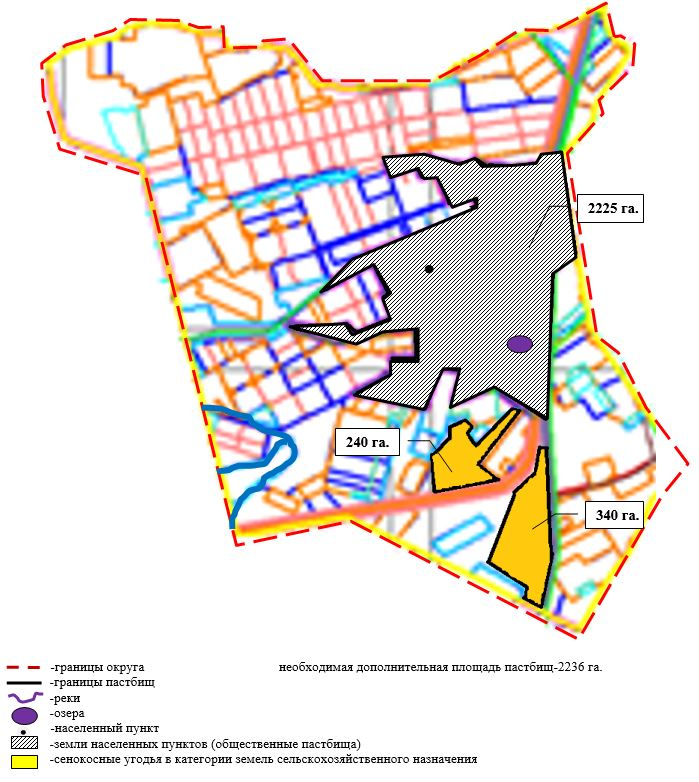 2225 га.
240 га.
340 га.
-границы округа
необходимая дополнительная площадь пастбищ-2236 га.
-границы пастбищ
-реки
-озера
-населенный пункт
-земли населенных пунктов (общественные пастбища)
-сенокосные угодья в категории земель сельскохозяйственного назначения